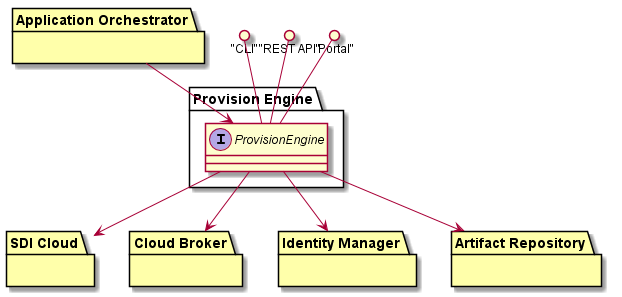 Application Orchestrator
"CLI" "REST API" "Portal"
Provision Engine
I ProvisionEngine
SDI Cloud
Cloud Broker
Identity Manager
Artifact Repository